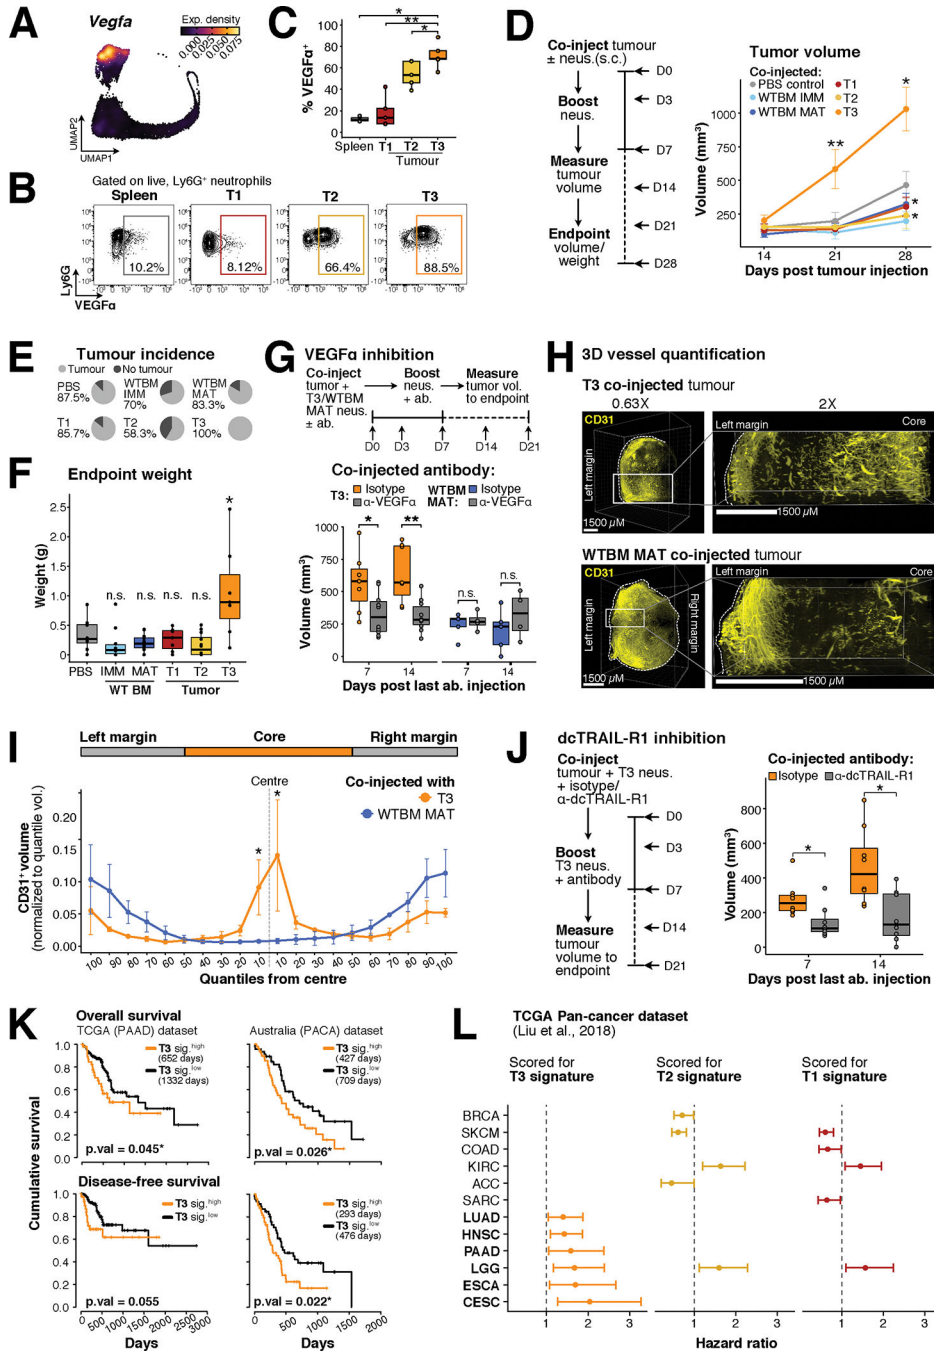 A
Vegfa
Exp. density
0.000
0.025
0.050
0.075
UMAP2
UMAP1
B
Gated on live, Ly6G⁺ neutrophils
Spleen
T1
T2
T3
10.2%
8.12%
66.4%
88.5%
Ly6G
VEGFα
C
% VEGFα⁺
100
80
60
40
20
0
*
**
*
Spleen T1 T2 T3
Tumour
D
Co-inject tumour
± neus.(s.c.)
Boost
neus.
Measure
tumour
volume
Endpoint
volume/
weight
D0
D3
D7
D14
D21
D28
Tumor volume
Co-injected:
PBS control
WTBM IMM
WTBM MAT
T1
T2
T3
Volume (mm³)
1000
750
500
250
14 21 28
Days post tumour injection
**
*
*
*
E
Tumour incidence
Tumour
No tumour
PBS
87.5%
WTBM
IMM
70%
WTBM
MAT
83.3%
T1
85.7%
T2
58.3%
T3
100%
F
Endpoint weight
Weight (g)
2.5
2.0
1.5
1.0
0.5
0
n.s.
n.s.
n.s.
n.s.
*
PBS IMM MAT T1 T2 T3
WT BM
Tumor
G
VEGFα inhibition
Co-inject
tumor +
T3/WTBM
MAT neus.
± ab.
Boost
neus.
+ ab.
Measure
tumor vol.
to endpoint
D0 D3 D7 D14 D21
Co-injected antibody:
T3:
Isotype
α-VEGFα
WTBM
MAT:
Isotype
α-VEGFα
Volume (mm³)
1000
750
500
250
0
*
**
n.s.
n.s.
7 14 7 14
Days post last ab. injection
H
3D vessel quantification
T3 co-injected tumour
0.63X
2X
CD31
Left margin
1500 µM
Left margin
Core
1500 µM
WTBM MAT co-injected tumour
CD31
Left margin
Right margin
1500 µM
Left margin
Core
1500 µM
I
Left margin
Core
Right margin
Centre
Co-injected with
T3
WTBM MAT
CD31⁺ volume
(normalized to quantile vol.)
0.20
0.15
0.10
0.05
0.00
*
*
100 90 80 70 60 50 40 30 20 10 10 20 30 40 50 60 70 80 90 100
Quantiles from centre
J
dcTRAIL-R1 inhibition
Co-inject
tumour + T3 neus.
+ isotype/
α-dcTRAIL-R1
Boost
T3 neus.
+ antibody
Measure
tumour
volume to
endpoint
D0
D3
D7
D14
D21
Co-injected antibody:
Isotype
α-dcTRAIL-R1
Volume (mm³)
800
600
400
200
0
*
*
7 14
Days post last ab. injection
K
Overall survival
TCGA (PAAD) dataset
T3 sig.high
(652 days)
T3 sig.low
(1332 days)
p.val = 0.045*
1.0
0.8
0.6
0.4
0.2
0.0
Australia (PACA) dataset
T3 sig.high
(427 days)
T3 sig.low
(709 days)
p.val = 0.026*
Cumulative survival
Disease-free survival
T3 sig.high
T3 sig.low
p.val = 0.055
1.0
0.8
0.6
0.4
0.2
0.0
0 500 1000 1500 2000 2500 3000
T3 sig.high
(293 days)
T3 sig.low
(476 days)
p.val = 0.022*
0 500 1000 1500 2000
Days
Days
L
TCGA Pan-cancer dataset
(Liu et al., 2018)
Scored for
T3 signature
Scored for
T2 signature
Scored for
T1 signature
BRCA
SKCM
COAD
KIRC
ACC
SARC
LUAD
HNSC
PAAD
LGG
ESCA
CESC
1 2 3
1 2 3
1 2 3
Hazard ratio